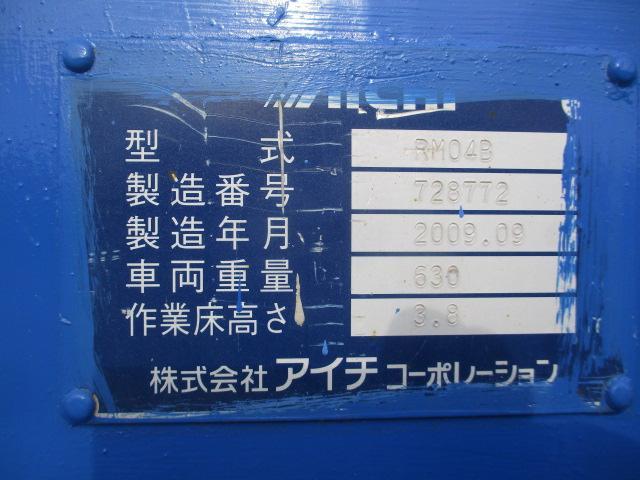 AICHI
型式 RM04B
製造番号 728772
製造年月 2009.09
車両重量 630
作業床高さ 3.8
株式会社アイチコーポレーション